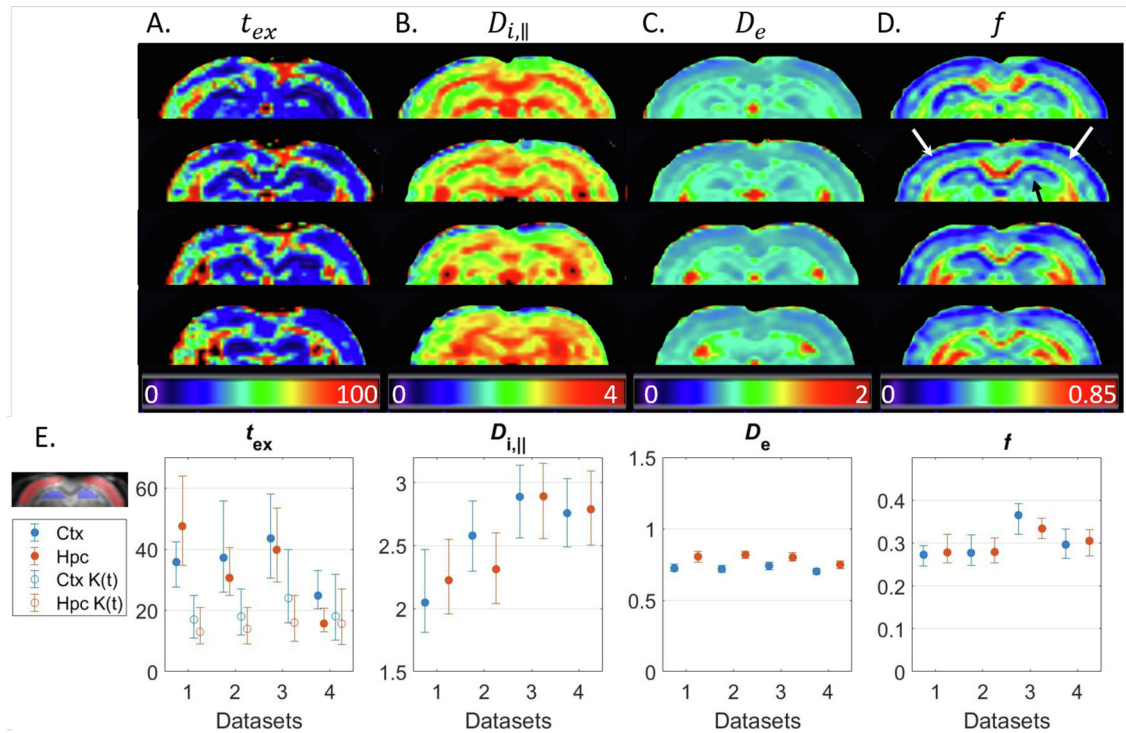 A. t_ex B. D_i,∥ C. D_e D. f
0 100 0 4 0 2 0 0.85
E.
t_ex D_i,|| D_e f
Ctx
Hpc
Ctx K(t)
Hpc K(t)
60
40
20
0
1 2 3 4
Datasets
3
2
1.5
1 2 3 4
Datasets
1.5
1
0.5
0
1 2 3 4
Datasets
0.4
0.3
0.2
0.1
0
1 2 3 4
Datasets